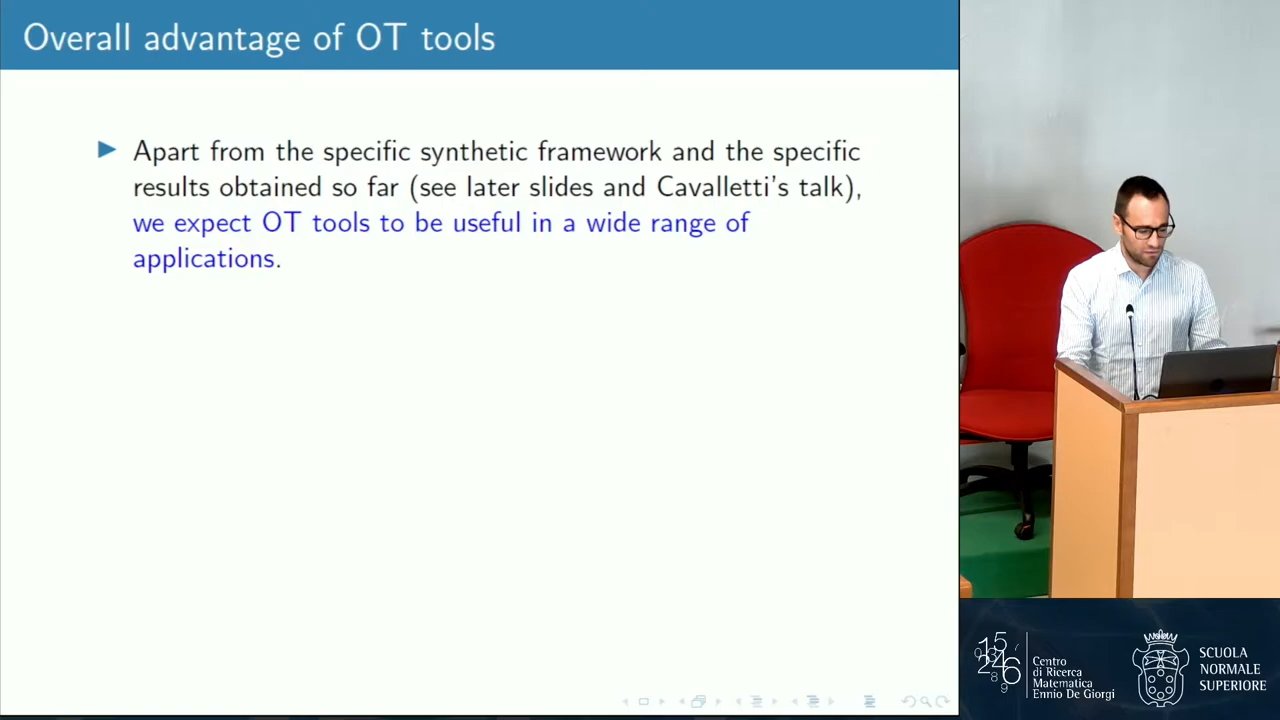 Overall advantage of OT tools
Apart from the specific synthetic framework and the specific
results obtained so far (see later slides and Cavalletti's talk),
we expect OT tools to be useful in a wide range of
applications.
Centro
di Ricerca
Matematica
Ennio De Giorgi
SCUOLA
NORMALE
SUPERIORE